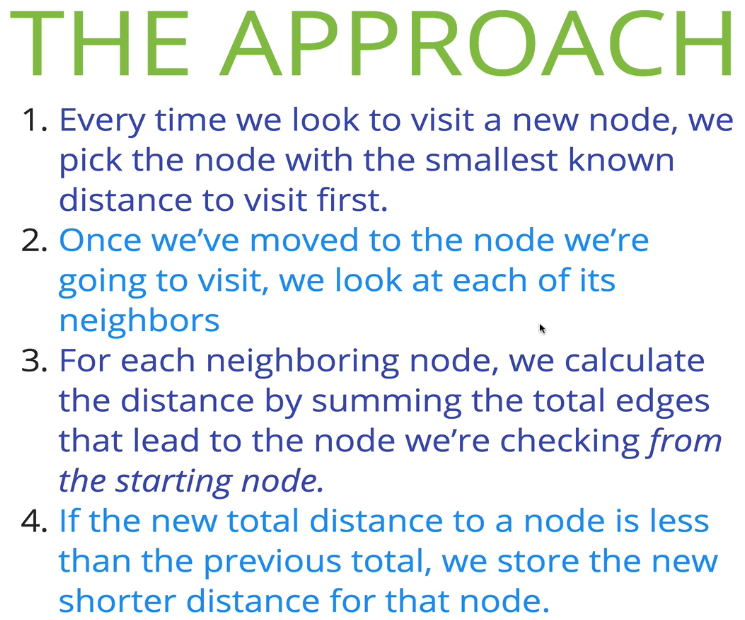 THE APPROACH
1. Every time we look to visit a new node, we
pick the node with the smallest known
distance to visit first.
2. Once we’ve moved to the node we’re
going to visit, we look at each of its
neighbors
3. For each neighboring node, we calculate
the distance by summing the total edges
that lead to the node we’re checking from
the starting node.
4. If the new total distance to a node is less
than the previous total, we store the new
shorter distance for that node.